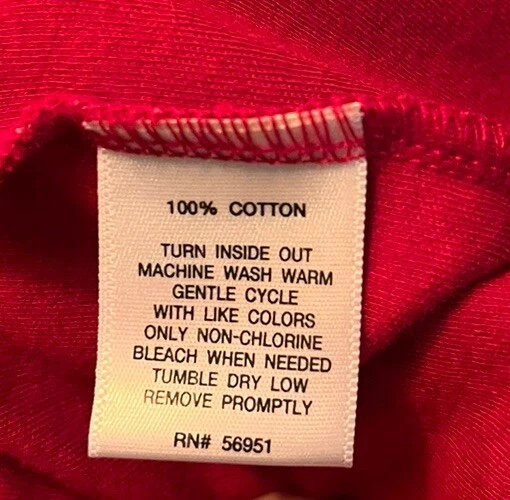 100% COTTON
TURN INSIDE OUT
MACHINE WASH WARM
GENTLE CYCLE
WITH LIKE COLORS
ONLY NON-CHLORINE
BLEACH WHEN NEEDED
TUMBLE DRY LOW
REMOVE PROMPTLY
RN# 56951